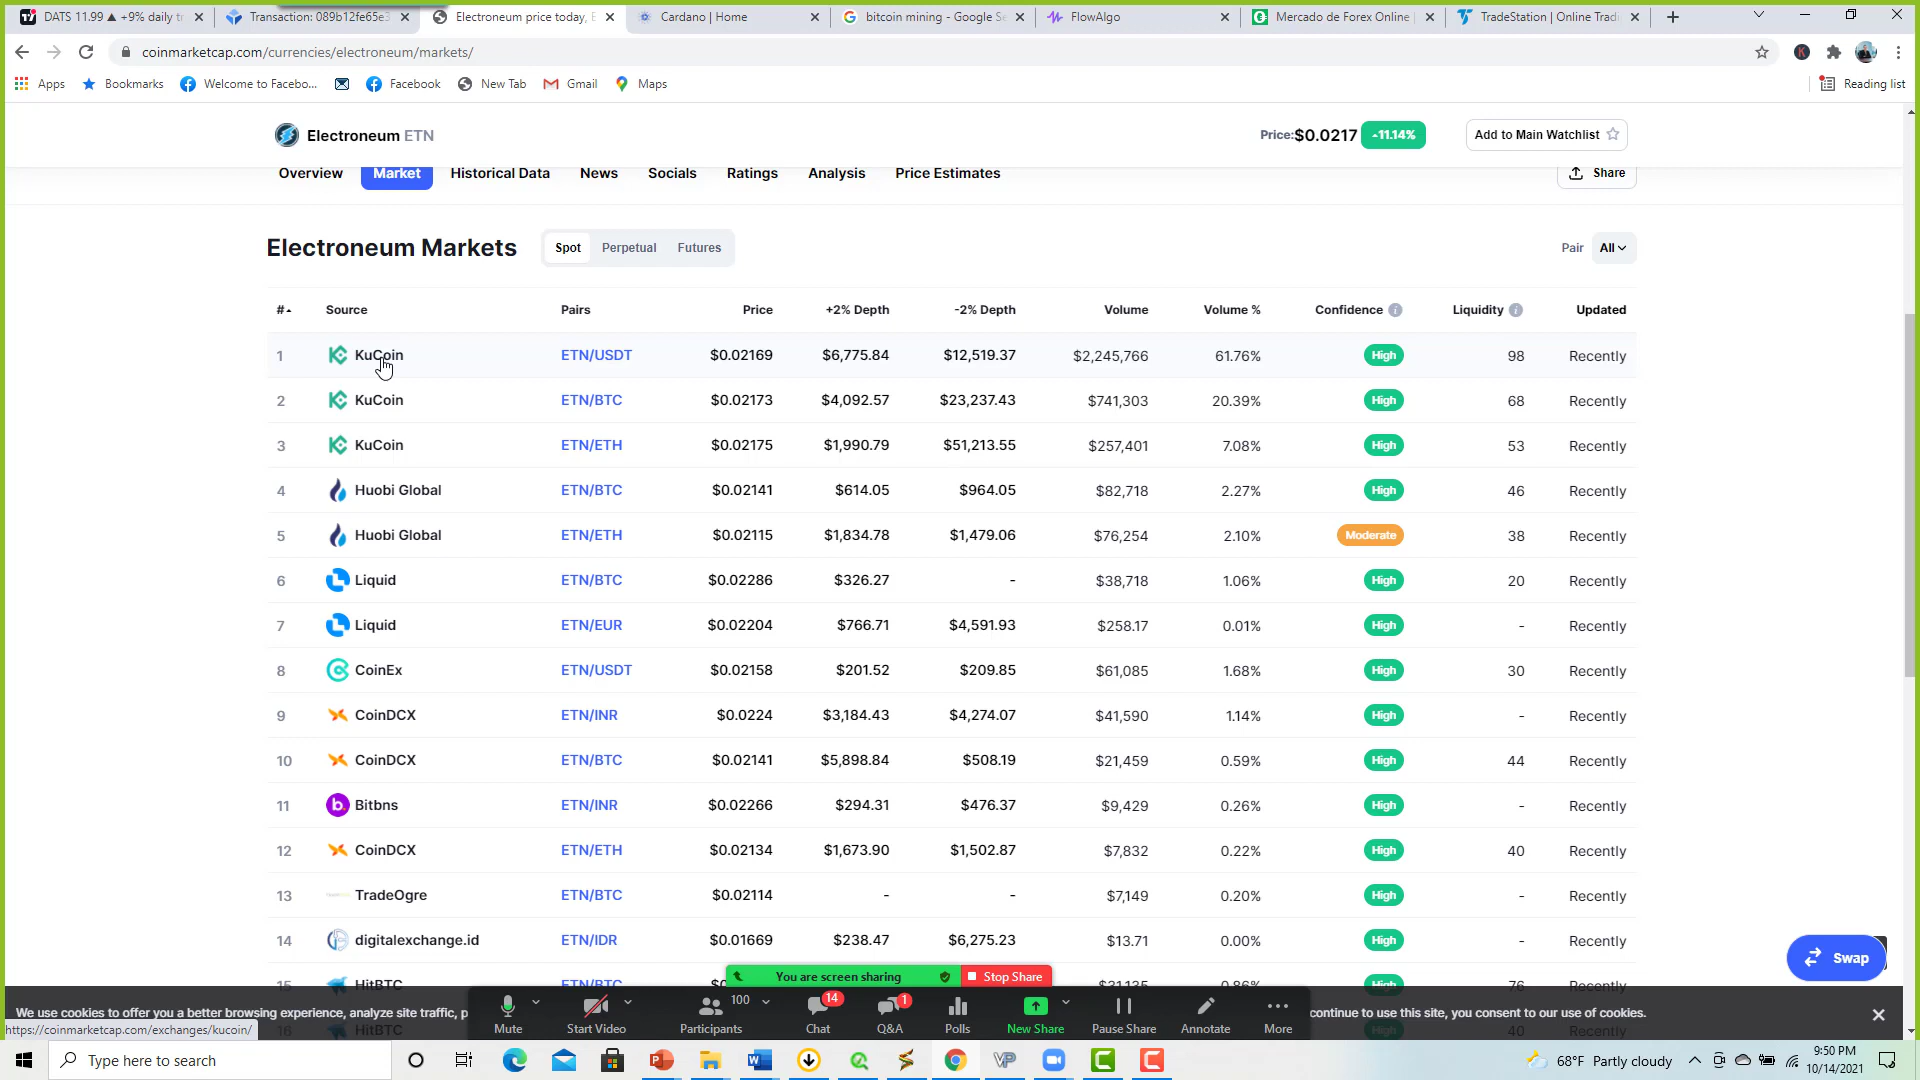 DATS 11.99 ▲ +9% daily tr
Transaction: 089b12fe65e3
Electroneum price today, E
Cardano | Home
bitcoin mining - Google Se
FlowAlgo
Mercado de Forex Online
TradeStation | Online Tradi
coinmarketcap.com/currencies/electroneum/markets/
Apps Bookmarks Welcome to Facebo... Facebook New Tab Gmail Maps Reading list
Electroneum ETN Price:$0.0217 11.14% Add to Main Watchlist
Overview Market Historical Data News Socials Ratings Analysis Price Estimates Share
Electroneum Markets Spot Perpetual Futures Pair All
# Source Pairs Price +2% Depth -2% Depth Volume Volume % Confidence Liquidity Updated
1 KuCoin ETN/USDT $0.02169 $6,775.84 $12,519.37 $2,245,766 61.76% High 98 Recently
2 KuCoin ETN/BTC $0.02173 $4,092.57 $23,237.43 $741,303 20.39% High 68 Recently
3 KuCoin ETN/ETH $0.02175 $1,990.79 $51,213.55 $257,401 7.08% High 53 Recently
4 Huobi Global ETN/BTC $0.02141 $614.05 $964.05 $82,718 2.27% High 46 Recently
5 Huobi Global ETN/ETH $0.02115 $1,834.78 $1,479.06 $76,254 2.10% Moderate 38 Recently
6 Liquid ETN/BTC $0.02286 $326.27 - $38,718 1.06% High 20 Recently
7 Liquid ETN/EUR $0.02204 $766.71 $4,591.93 $258.17 0.01% High - Recently
8 CoinEx ETN/USDT $0.02158 $201.52 $209.85 $61,085 1.68% High 30 Recently
9 CoinDCX ETN/INR $0.0224 $3,184.43 $4,274.07 $41,590 1.14% High - Recently
10 CoinDCX ETN/BTC $0.02141 $5,898.84 $508.19 $21,459 0.59% High 44 Recently
11 Bitbns ETN/INR $0.02266 $294.31 $476.37 $9,429 0.26% High - Recently
12 CoinDCX ETN/ETH $0.02134 $1,673.90 $1,502.87 $7,832 0.22% High 40 Recently
13 TradeOgre ETN/BTC $0.02114 - - $7,149 0.20% High - Recently
14 digitalexchange.id ETN/IDR $0.01669 $238.47 $6,275.23 $13.71 0.00% High - Recently
Swap
You are screen sharing Stop Share
15 HitBTC ETN/BTC $31,135 0.86% High 76 Recently
We use cookies to offer you a better browsing experience, analyze site traffic, p continue to use this site, you consent to our use of cookies.
100 14 1
Mute Start Video Participants Chat Q&A Polls New Share Pause Share Annotate More
https://coinmarketcap.com/exchanges/kucoin/
16 HitBTC 40 Recently
Type here to search
68°F Partly cloudy
9:50 PM
10/14/2021